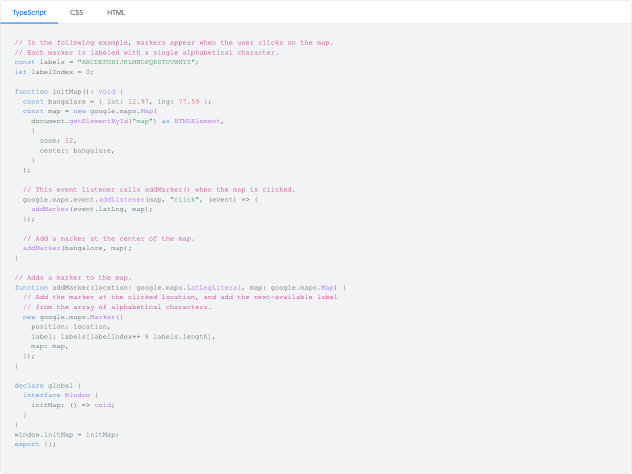 TypeScript CSS HTML
// In the following example, markers appear when the user clicks on the map.
// Each marker is labeled with a single alphabetical character.
const labels = "ABCDEFGHIJKLMNOPQRSTUVWXYZ";
let labelIndex = 0;

function initMap(): void {
  const bangalore = { lat: 12.97, lng: 77.59 };
  const map = new google.maps.Map(
    document.getElementById("map") as HTMLElement,
    {
      zoom: 12,
      center: bangalore,
    }
  );

  // This event listener calls addMarker() when the map is clicked.
  google.maps.event.addListener(map, "click", (event) => {
    addMarker(event.latLng, map);
  });

  // Add a marker at the center of the map.
  addMarker(bangalore, map);
}

// Adds a marker to the map.
function addMarker(location: google.maps.LatLngLiteral, map: google.maps.Map) {
  // Add the marker at the clicked location, and add the next-available label
  // from the array of alphabetical characters.
  new google.maps.Marker({
    position: location,
    label: labels[labelIndex++ % labels.length],
    map: map,
  });
}

declare global {
  interface Window {
    initMap: () => void;
  }
}
window.initMap = initMap;
export {};